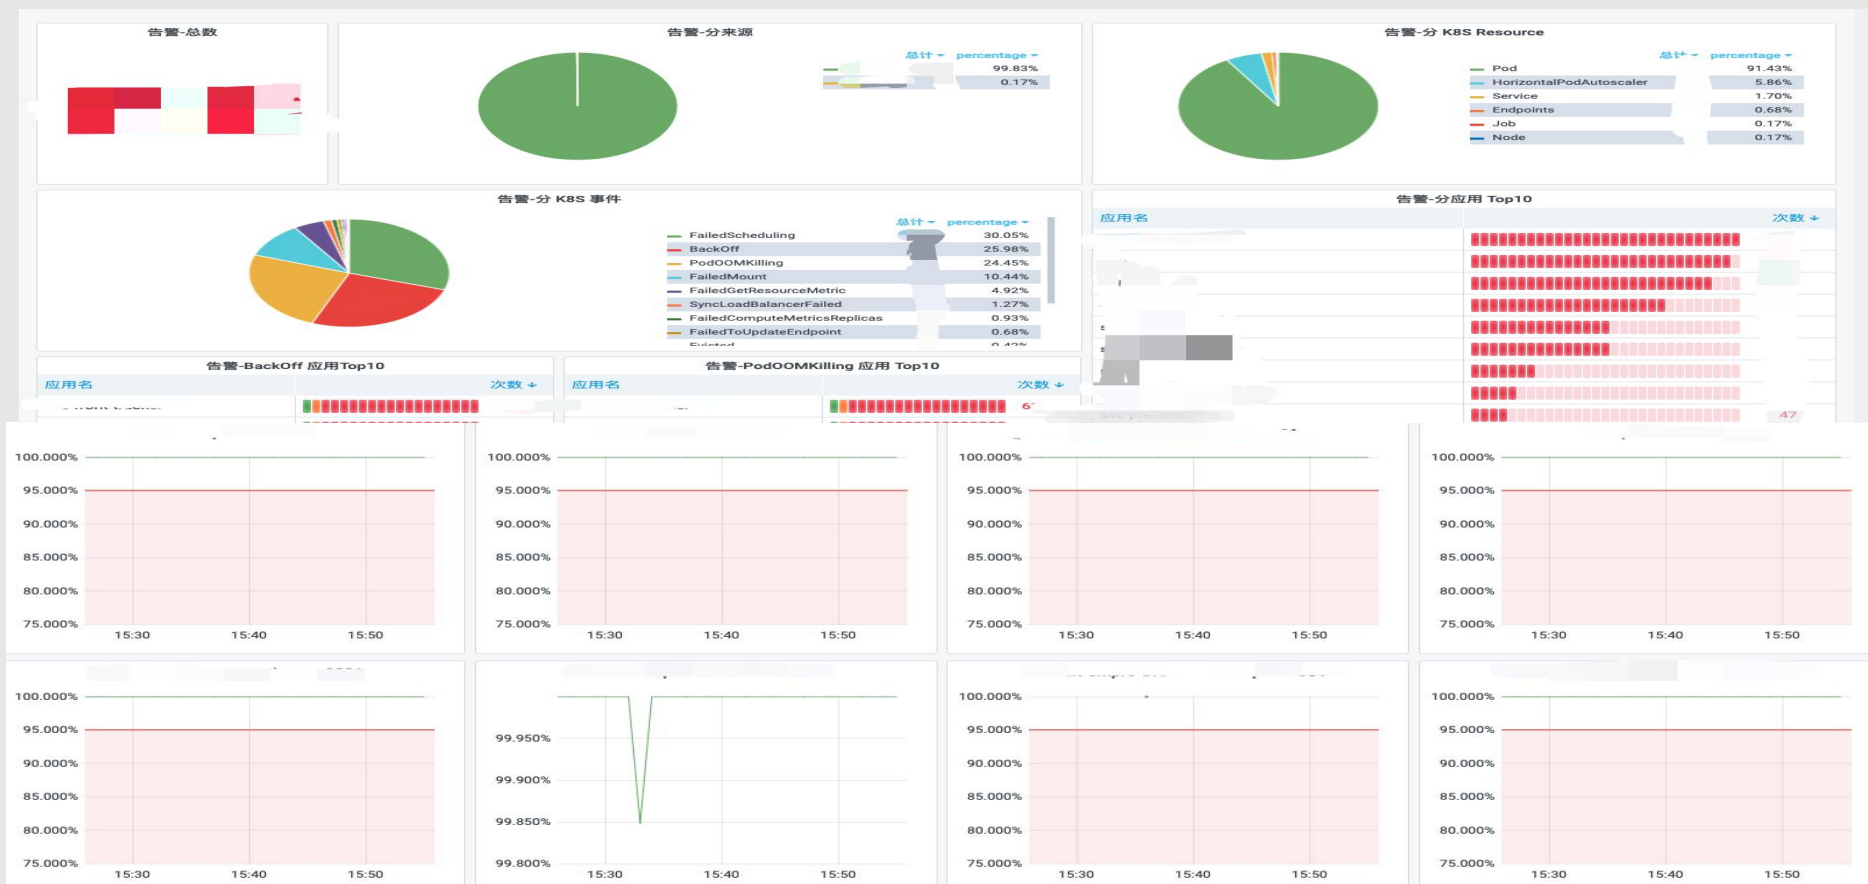 告警-总数
告警-分来源
总计 percentage
99.83%
0.17%
告警-分 K8S Resource
总计 percentage
Pod 91.43%
HorizontalPodAutoscaler 5.86%
Service 1.70%
Endpoints 0.68%
Job 0.17%
Node 0.17%
告警-分 K8S 事件
总计 percentage
FailedScheduling 30.05%
BackOff 25.98%
PodOOMKilling 24.45%
FailedMount 10.44%
FailedGetResourceMetric 4.92%
SyncLoadBalancerFailed 1.27%
FailedComputeMetricsReplicas 0.93%
FailedToUpdateEndpoint 0.68%
告警-分应用 Top10
应用名 次数
47
告警-BackOff 应用Top10
应用名 次数
告警-PodOOMKilling 应用 Top10
应用名 次数
100.000%
95.000%
90.000%
85.000%
80.000%
75.000%
15:30 15:40 15:50
100.000%
95.000%
90.000%
85.000%
80.000%
75.000%
15:30 15:40 15:50
100.000%
95.000%
90.000%
85.000%
80.000%
75.000%
15:30 15:40 15:50
100.000%
95.000%
90.000%
85.000%
80.000%
75.000%
15:30 15:40 15:50
100.000%
95.000%
90.000%
85.000%
80.000%
75.000%
15:30 15:40 15:50
99.950%
99.900%
99.850%
99.800%
15:30 15:40 15:50
100.000%
95.000%
90.000%
85.000%
80.000%
75.000%
15:30 15:40 15:50
100.000%
95.000%
90.000%
85.000%
80.000%
75.000%
15:30 15:40 15:50